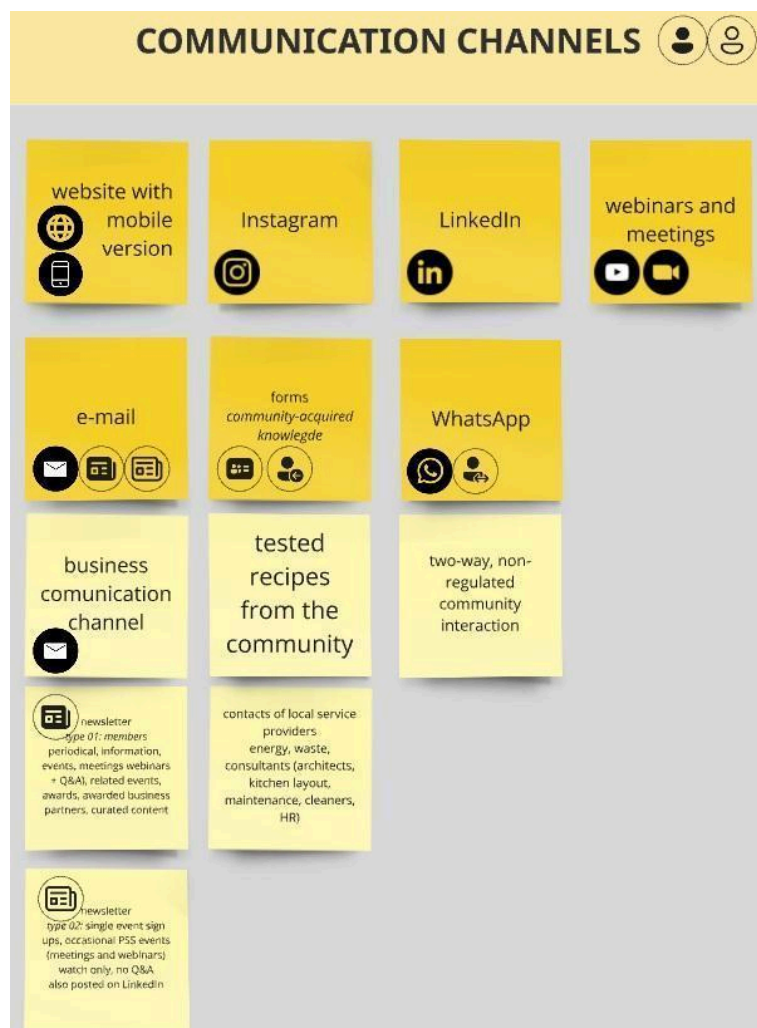 COMMUNICATION CHANNELS
website with
mobile
version
Instagram
LinkedIn
in
webinars and
meetings
e-mail
forms
community-acquired
knowlegde
WhatsApp
business
comunication
channel
tested
recipes
from the
community
two-way, non-
regulated
community
interaction
newsletter
type 01: members
periodical, information,
events, meetings webinars
+ Q&A), related events,
awards, awarded business
partners, curated content
contacts of local service
providers
energy, waste,
consultants (architects,
kitchen layout,
maintenance, cleaners,
HR)
newsletter
type 02: single event sign
ups, occasional PSS events
(meetings and webinars)
watch only, no Q&A
also posted on LinkedIn